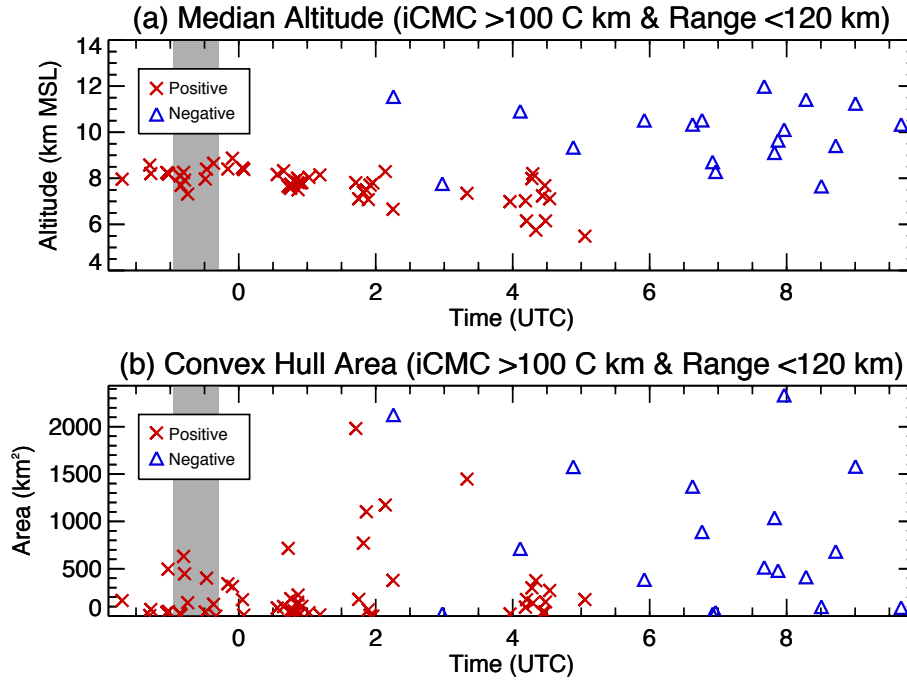 (a) Median Altitude (iCMC >100 C km & Range <120 km)
14
12
10
8
6
4
Altitude (km MSL)
Positive
Negative
0 2 4 6 8
Time (UTC)
(b) Convex Hull Area (iCMC >100 C km & Range <120 km)
2000
1500
1000
500
0
Area (km²)
Positive
Negative
0 2 4 6 8
Time (UTC)